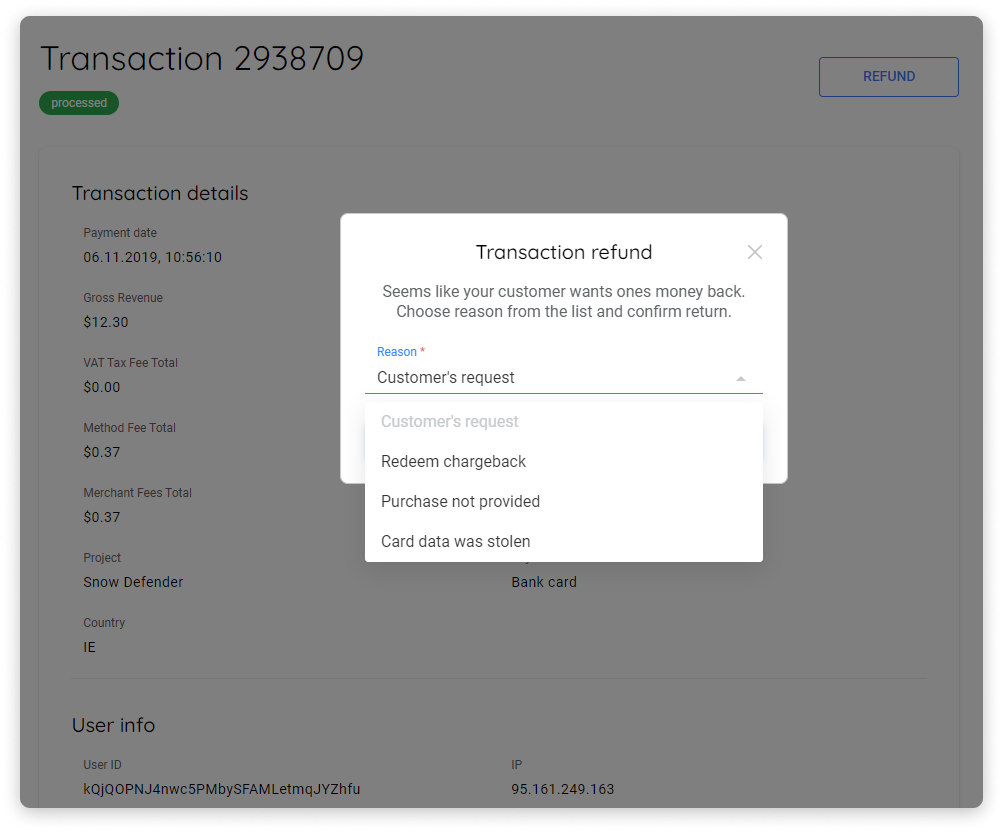 Transaction 2938709
processed
REFUND
Transaction details
Payment date
06.11.2019, 10:56:10
Gross Revenue
$12.30
VAT Tax Fee Total
$0.00
Method Fee Total
$0.37
Merchant Fees Total
$0.37
Project
Snow Defender
Bank card
Country
IE
Transaction refund
Seems like your customer wants ones money back.
Choose reason from the list and confirm return.
Reason *
Customer's request
Customer's request
Redeem chargeback
Purchase not provided
Card data was stolen
User info
User ID
kQjQOPNJ4nwc5PMbySFAMLetmqJYZhfu
IP
95.161.249.163